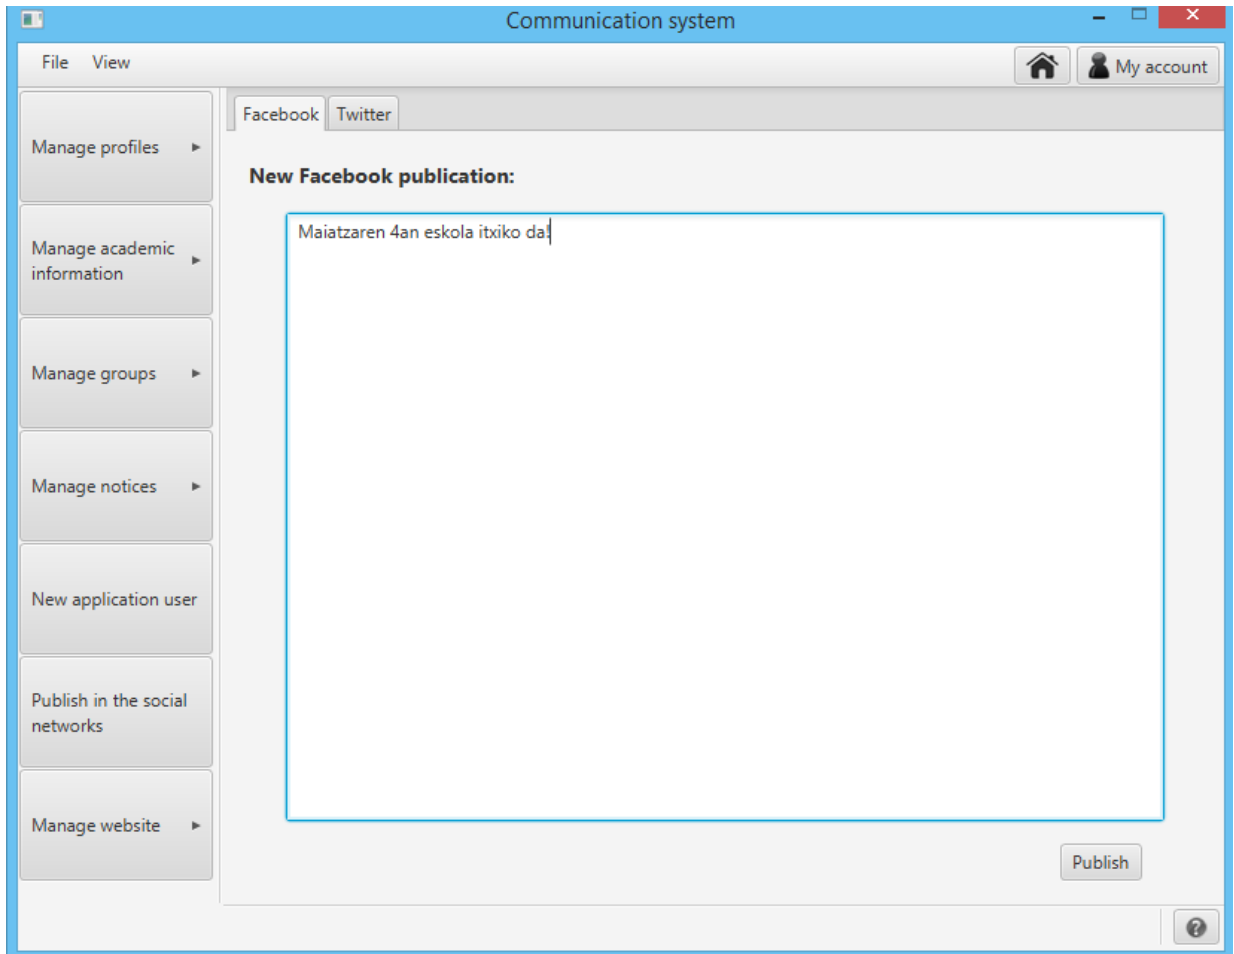 Communication system
File View
My account
Manage profiles
Manage academic
information
Manage groups
Manage notices
New application user
Publish in the social
networks
Manage website
Facebook Twitter
New Facebook publication:
Maiatzaren 4an eskola itxiko da!
Publish